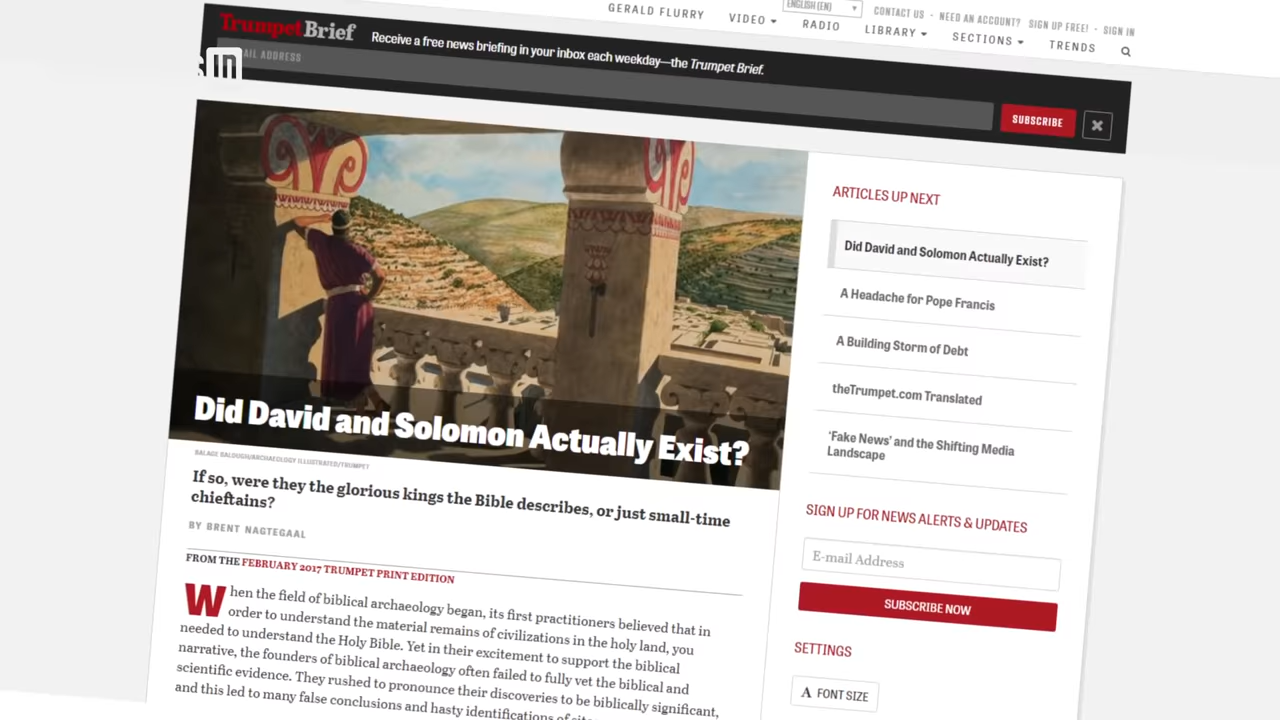 GERALD FLURRY
VIDEO
RADIO
ENGLISH (EN)
LIBRARY
CONTACT US - NEED AN ACCOUNT? SIGN UP FREE! - SIGN IN
SECTIONS
TRENDS
TrumpetBrief
Receive a free news briefing in your inbox each weekday—the Trumpet Brief.
ADDRESS
SUBSCRIBE
Did David and Solomon Actually Exist?
BALAGE BALOUGH/ARCHAEOLOGY ILLUSTRATED/TRUMPET
If so, were they the glorious kings the Bible describes, or just small-time
chieftains?
BY BRENT NAGTEGAAL
FROM THE FEBRUARY 2017 TRUMPET PRINT EDITION
When the field of biblical archaeology began, its first practitioners believed that in
order to understand the material remains of civilizations in the holy land, you
needed to understand the Holy Bible. Yet in their excitement to support the biblical
narrative, the founders of biblical archaeology often failed to fully vet the biblical and
scientific evidence. They rushed to pronounce their discoveries to be biblically significant,
and this led to many false conclusions and hasty identifications of
ARTICLES UP NEXT
Did David and Solomon Actually Exist?
A Headache for Pope Francis
A Building Storm of Debt
theTrumpet.com Translated
‘Fake News’ and the Shifting Media
Landscape
SIGN UP FOR NEWS ALERTS & UPDATES
E-mail Address
SUBSCRIBE NOW
SETTINGS
A FONT SIZE